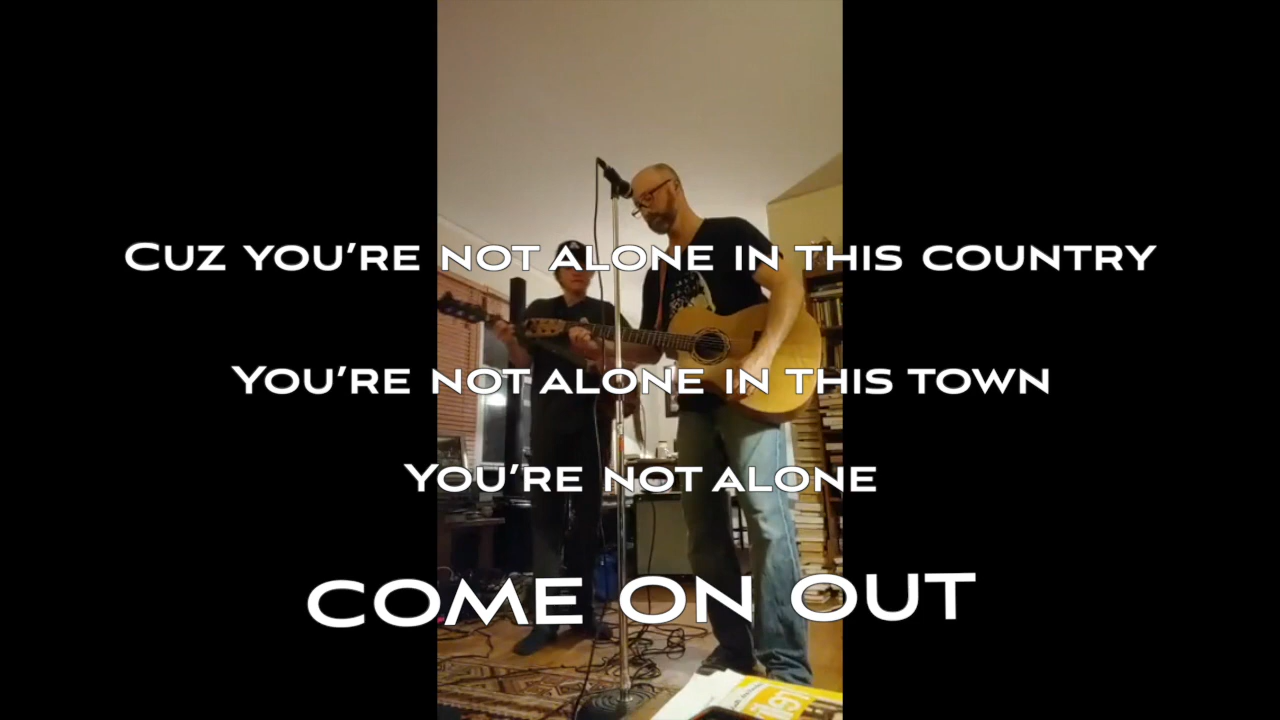 Cuz you're not alone in this country
You're not alone in this town
You're not alone
come on out